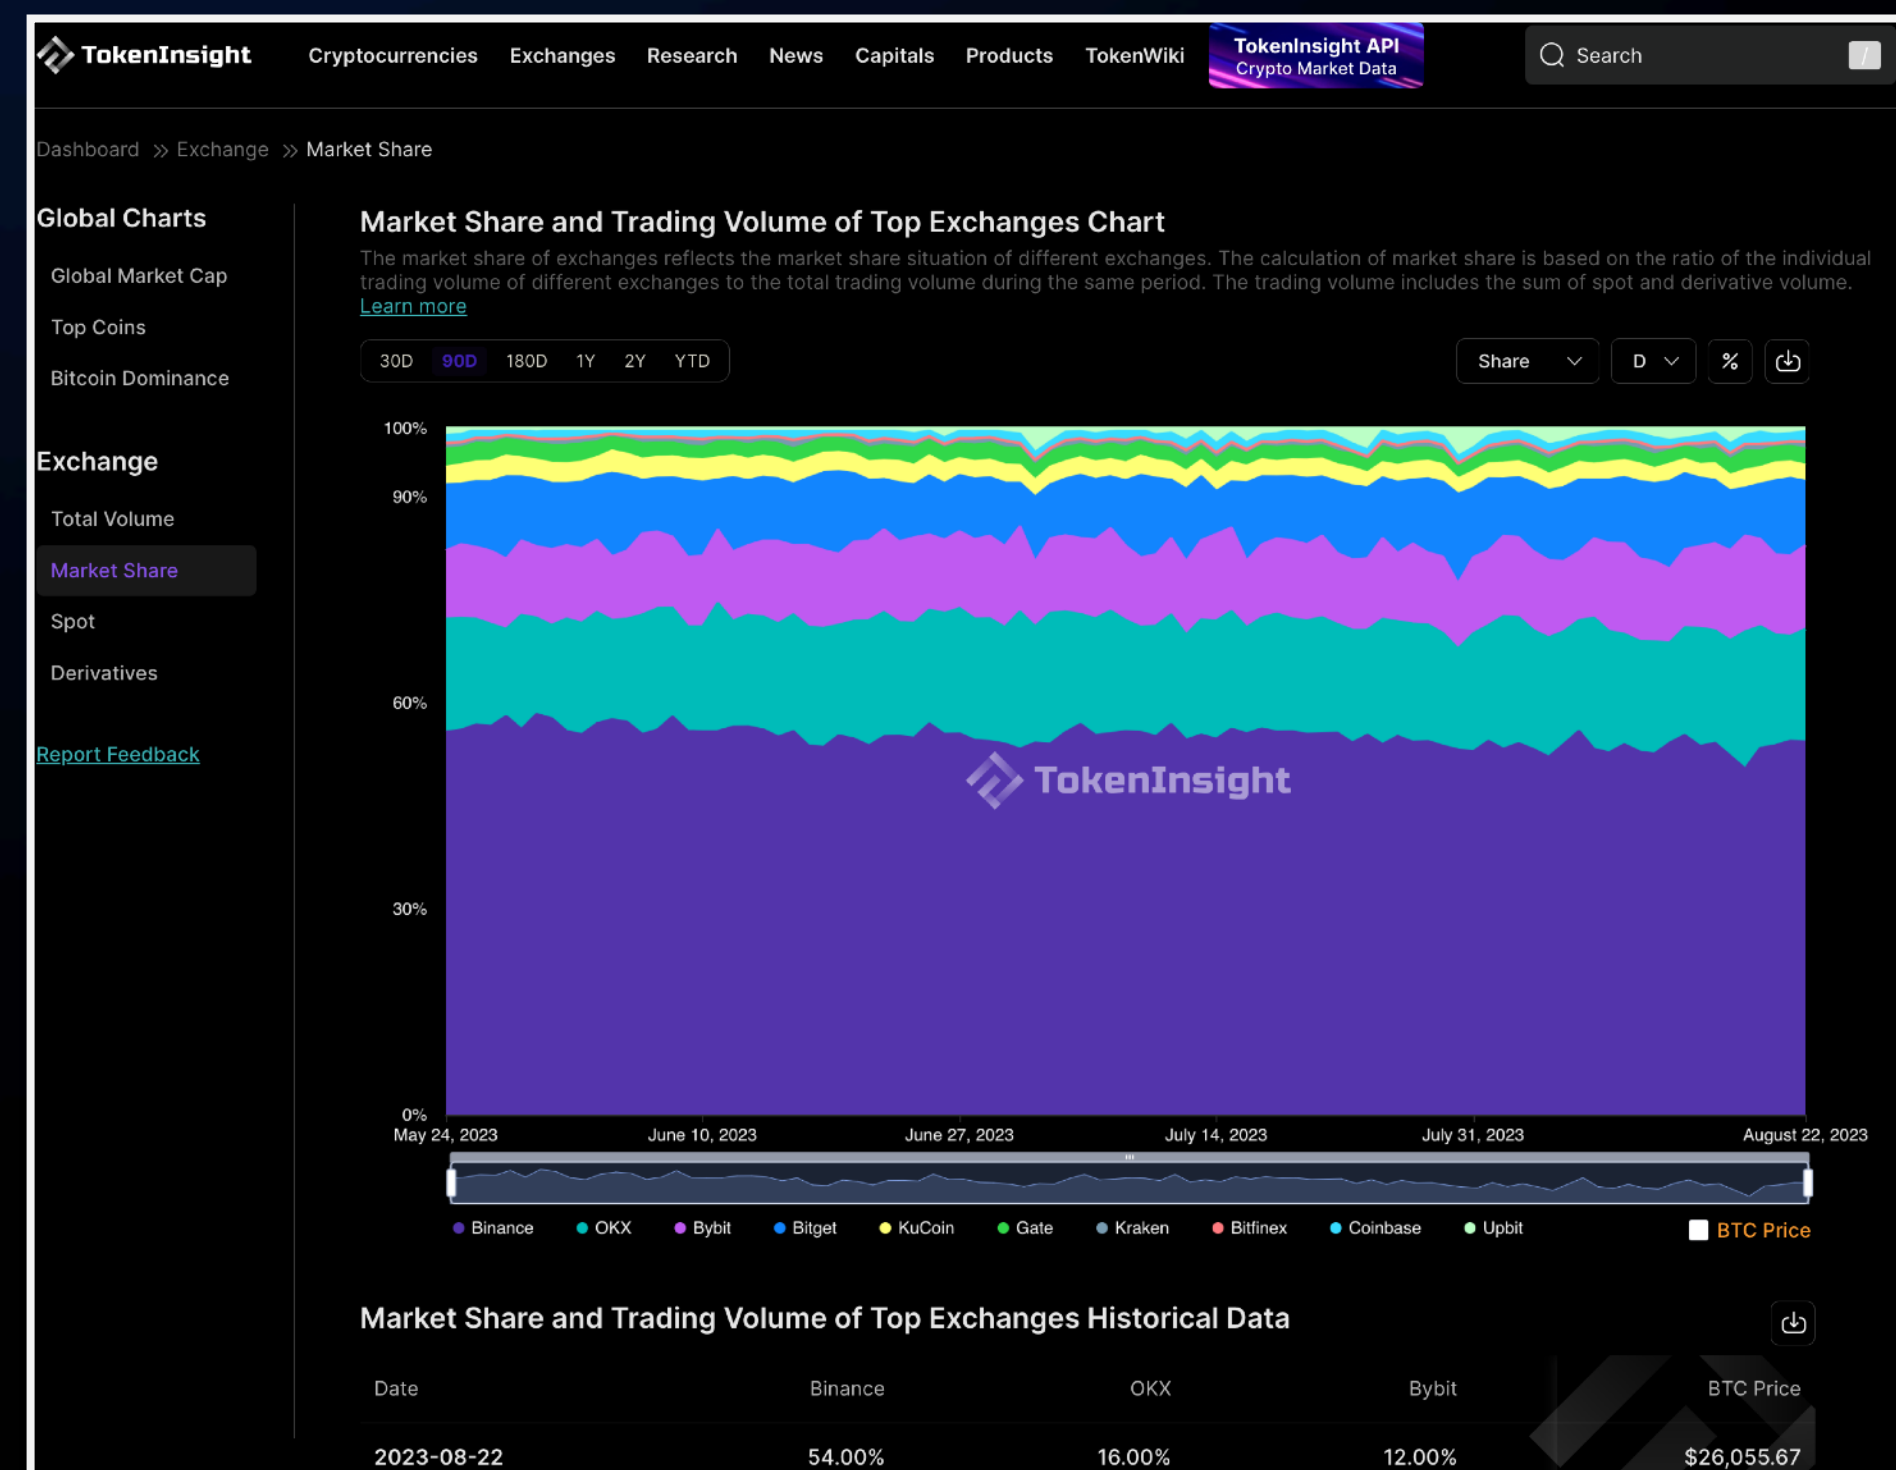 TokenInsight
Cryptocurrencies Exchanges Research News Capitals Products TokenWiki
TokenInsight API
Crypto Market Data
Search /
Dashboard >> Exchange >> Market Share
Global Charts
Global Market Cap
Top Coins
Bitcoin Dominance
Exchange
Total Volume
Market Share
Spot
Derivatives
Report Feedback
Market Share and Trading Volume of Top Exchanges Chart
The market share of exchanges reflects the market share situation of different exchanges. The calculation of market share is based on the ratio of the individual
trading volume of different exchanges to the total trading volume during the same period. The trading volume includes the sum of spot and derivative volume.
Learn more
30D 90D 180D 1Y 2Y YTD
Share D %
100%
90%
60%
30%
0%
TokenInsight
May 24, 2023 June 10, 2023 June 27, 2023 July 14, 2023 July 31, 2023 August 22, 2023
Binance OKX Bybit Bitget KuCoin Gate Kraken Bitfinex Coinbase Upbit BTC Price
Market Share and Trading Volume of Top Exchanges Historical Data
Date Binance OKX Bybit BTC Price
2023-08-22 54.00% 16.00% 12.00% $26,055.67